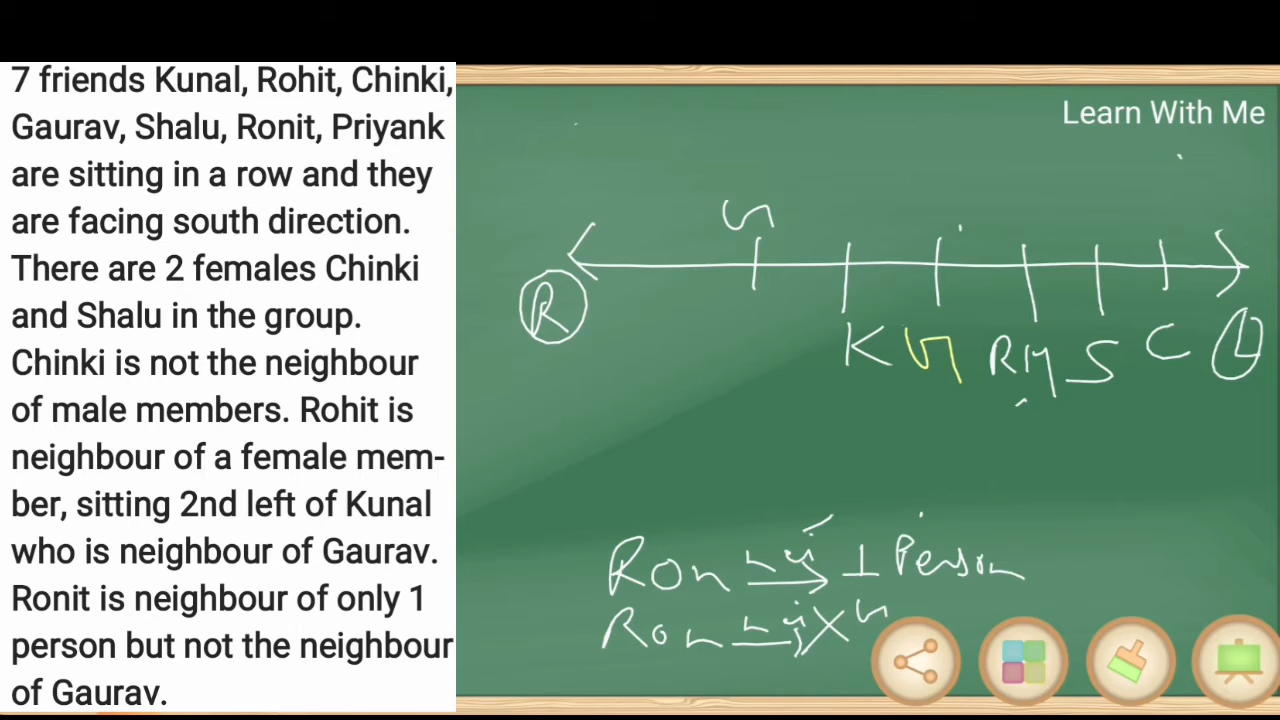 7 friends Kunal, Rohit, Chinki,
Gaurav, Shalu, Ronit, Priyank
are sitting in a row and they
are facing south direction.
There are 2 females Chinki
and Shalu in the group.
Chinki is not the neighbour
of male members. Rohit is
neighbour of a female mem-
ber, sitting 2nd left of Kunal
who is neighbour of Gaurav.
Ronit is neighbour of only 1
person but not the neighbour
of Gaurav.
Learn With Me
G
R
K G RH S C L
Ron → 1 Person
Ron → X G